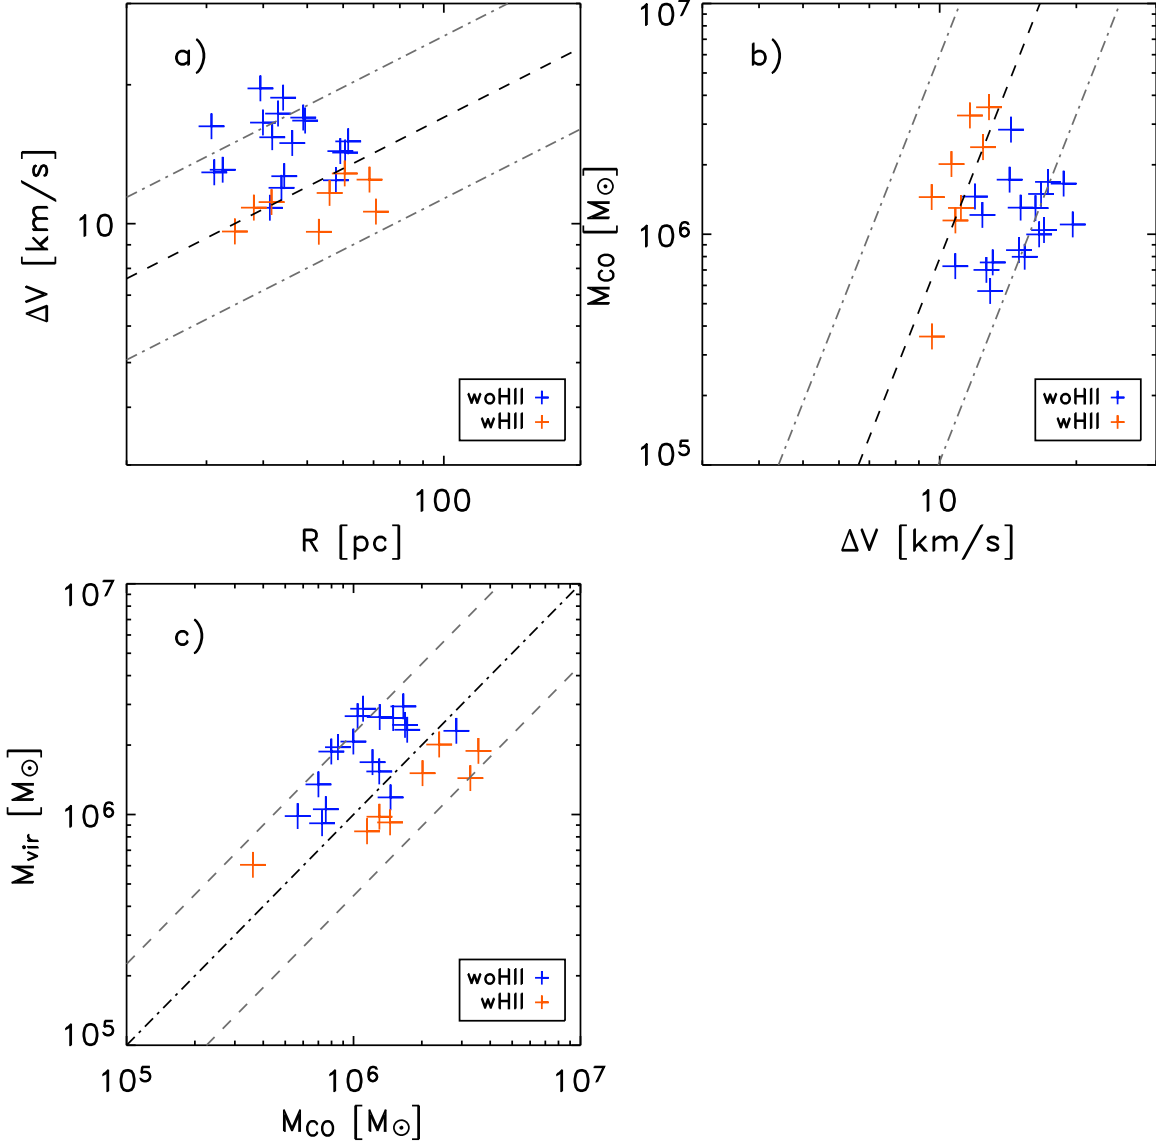 a)
10
ΔV [km/s]
woHII
wHII
100
R [pc]
b)
10⁷
10⁶
10⁵
M_CO [M⊙]
woHII
wHII
10
ΔV [km/s]
c)
10⁷
10⁶
10⁵
M_vir [M⊙]
woHII
wHII
10⁵ 10⁶ 10⁷
M_CO [M⊙]